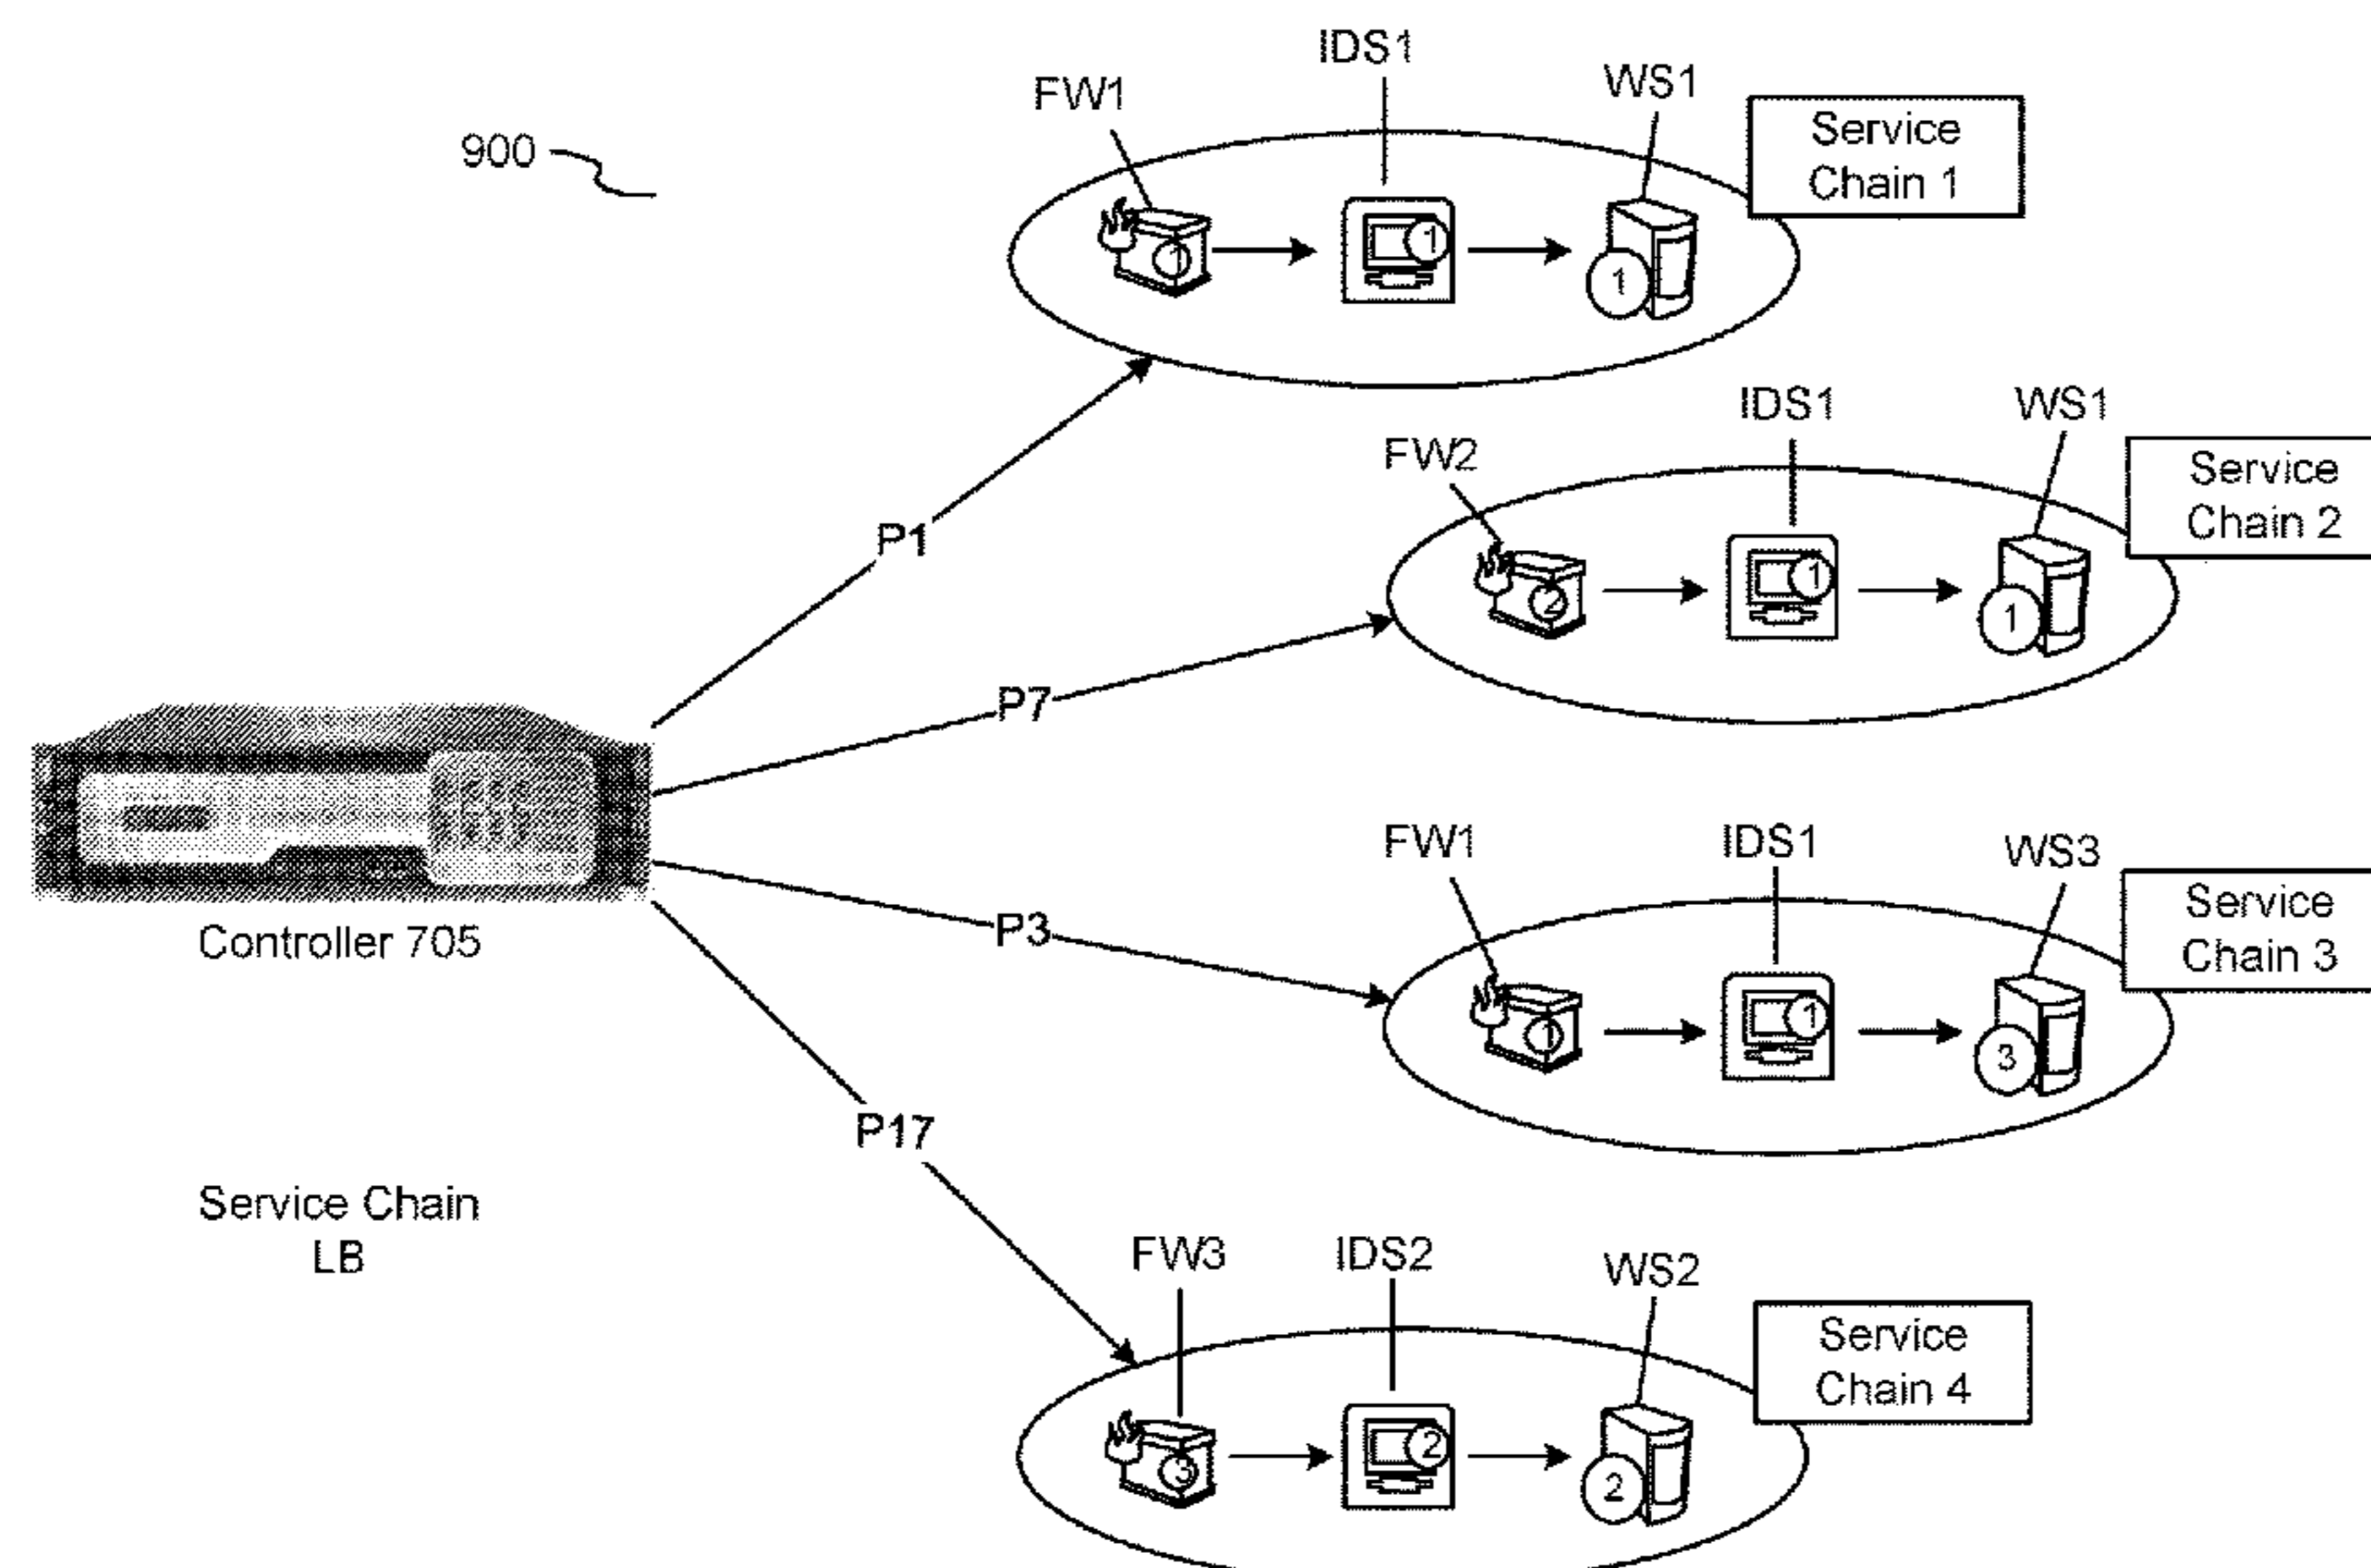 900
FW1
IDS1
WS1
Service
Chain 1
1
1
1
P1
FW2
IDS1
WS1
Service
Chain 2
2
1
1
P7
FW1
IDS1
WS3
Service
Chain 3
1
1
3
P3
Controller 705
P17
Service Chain
LB
FW3
IDS2
WS2
Service
Chain 4
3
2
2